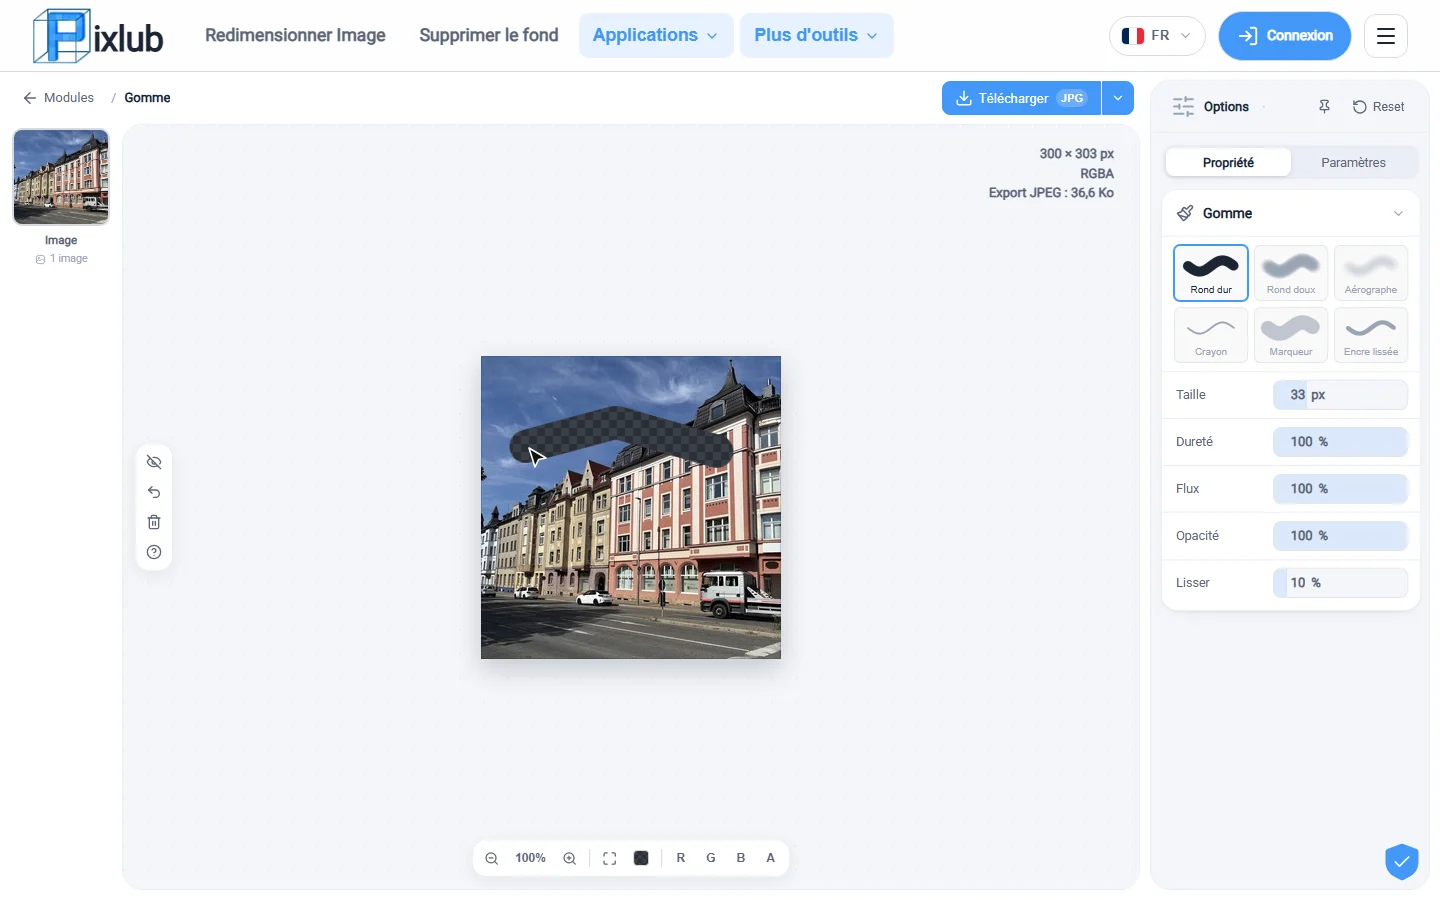 Pixlub
Redimensionner Image
Supprimer le fond
Applications
Plus d'outils
FR
Connexion
Modules / Gomme
Télécharger JPG
Image
1 image
300 × 303 px
RGBA
Export JPEG : 36,6 Ko
100%
R G B A
Options
Reset
Propriété
Paramètres
Gomme
Rond dur
Rond doux
Aérographe
Crayon
Marqueur
Encre lissée
Taille 33 px
Dureté 100 %
Flux 100 %
Opacité 100 %
Lisser 10 %